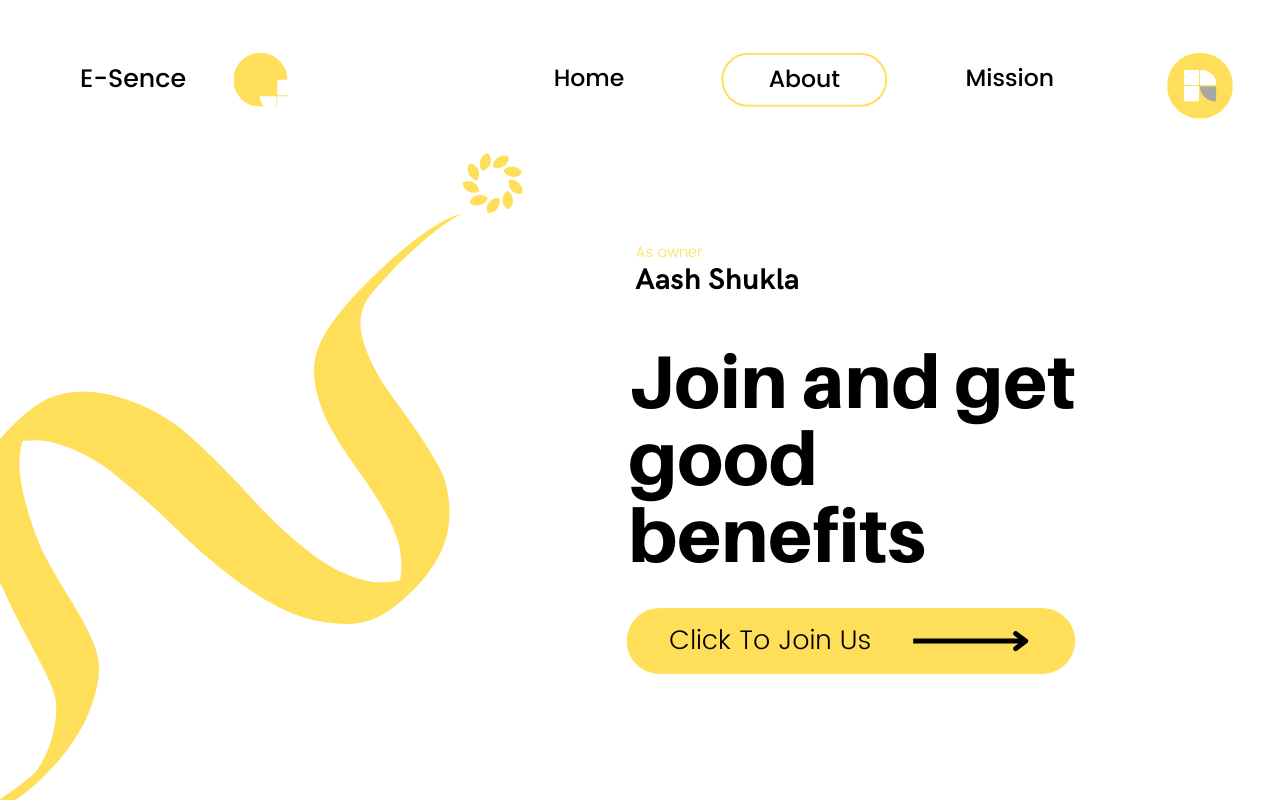 E-Sence
Home
About
Mission
As owner
Aash Shukla
Join and get
good
benefits
Click To Join Us